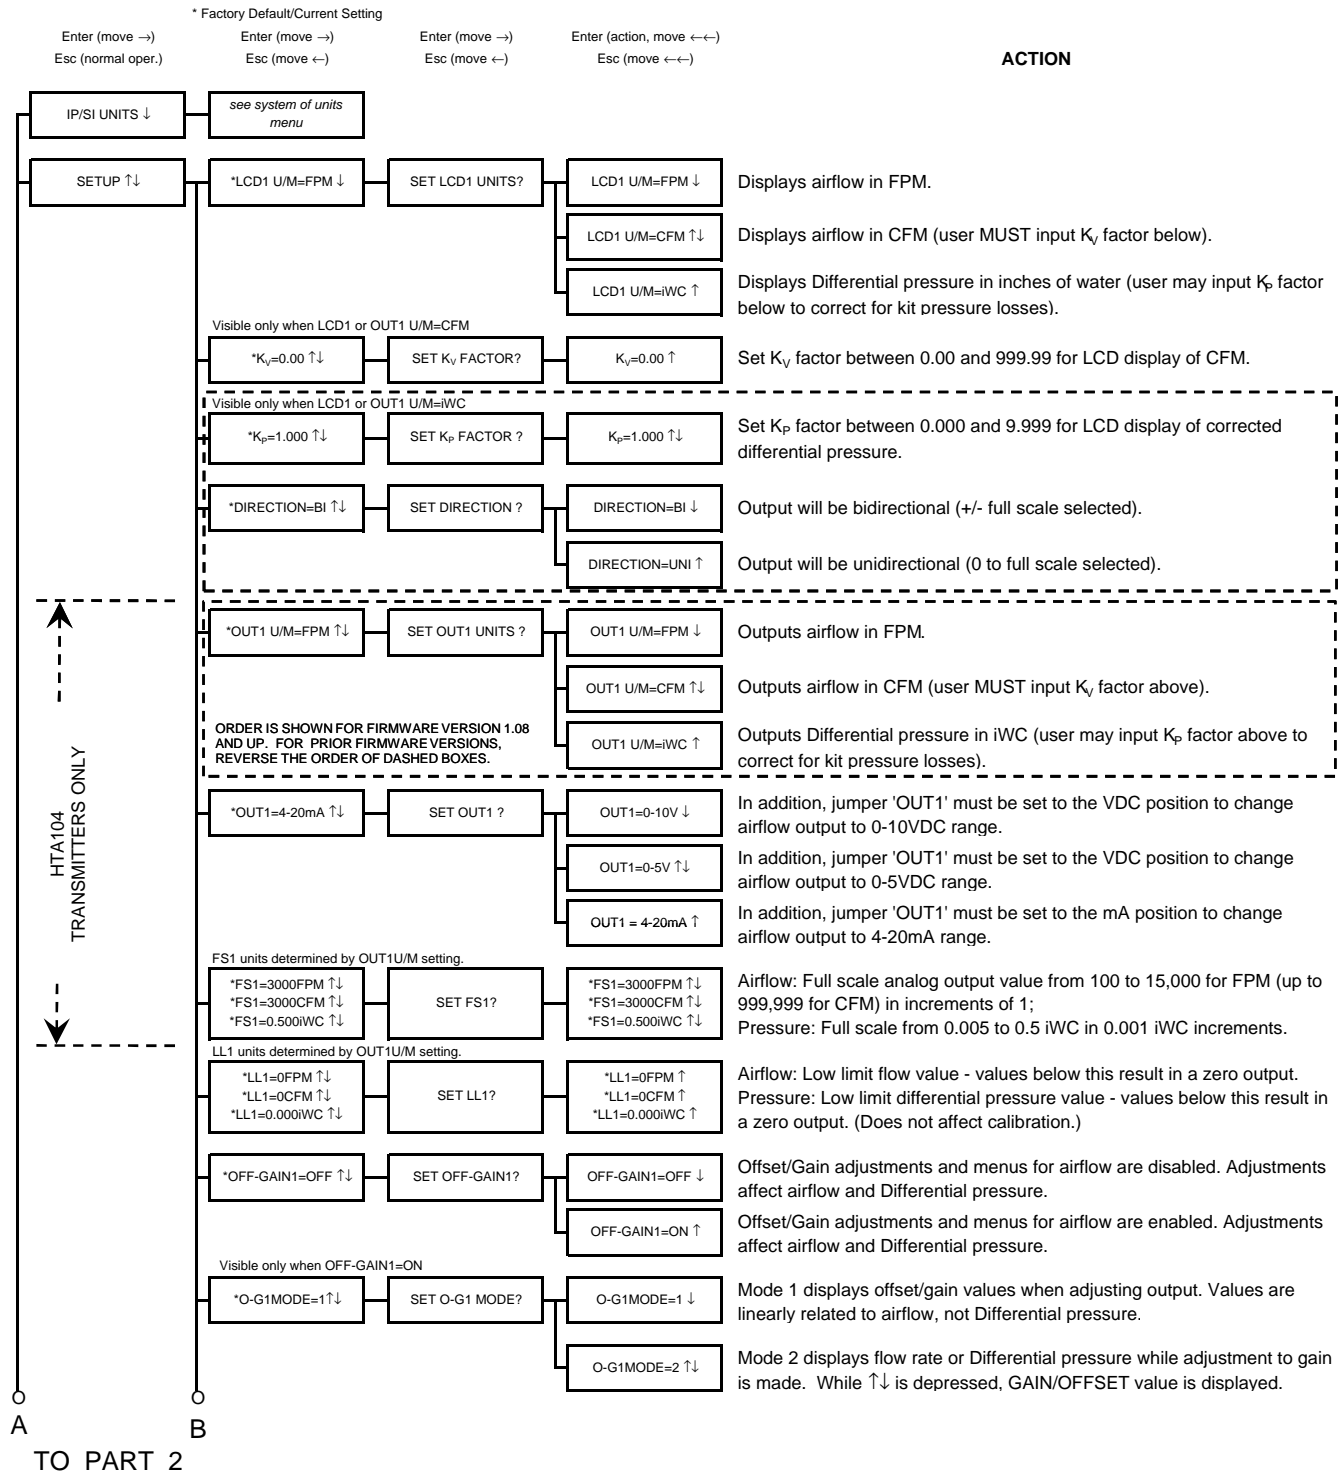 * Factory Default/Current Setting
Enter (move →) Enter (move →) Enter (move →) Enter (action, move ←←)
Esc (normal oper.) Esc (move ←) Esc (move ←) Esc (move ←←) ACTION
IP/SI UNITS ↓
see system of units
menu
SETUP ↑↓ *LCD1 U/M=FPM ↓ SET LCD1 UNITS? LCD1 U/M=FPM ↓ Displays airflow in FPM.
LCD1 U/M=CFM ↑↓ Displays airflow in CFM (user MUST input KV factor below).
LCD1 U/M=iWC ↑
Displays Differential pressure in inches of water (user may input KP factor
below to correct for kit pressure losses).
Visible only when LCD1 or OUT1 U/M=CFM
*KV=0.00 ↑↓ SET KV FACTOR? KV=0.00 ↑ Set KV factor between 0.00 and 999.99 for LCD display of CFM.
Visible only when LCD1 or OUT1 U/M=iWC
*KP=1.000 ↑↓ SET KP FACTOR ? KP=1.000 ↑↓
Set KP factor between 0.000 and 9.999 for LCD display of corrected
differential pressure.
*DIRECTION=BI ↑↓ SET DIRECTION ? DIRECTION=BI ↓ Output will be bidirectional (+/- full scale selected).
DIRECTION=UNI ↑ Output will be unidirectional (0 to full scale selected).
HTA104
TRANSMITTERS ONLY
*OUT1 U/M=FPM ↑↓ SET OUT1 UNITS ? OUT1 U/M=FPM ↓ Outputs airflow in FPM.
OUT1 U/M=CFM ↑↓ Outputs airflow in CFM (user MUST input KV factor above).
ORDER IS SHOWN FOR FIRMWARE VERSION 1.08
AND UP. FOR PRIOR FIRMWARE VERSIONS,
REVERSE THE ORDER OF DASHED BOXES.
OUT1 U/M=iWC ↑
Outputs Differential pressure in iWC (user may input KP factor above to
correct for kit pressure losses).
*OUT1=4-20mA ↑↓ SET OUT1 ? OUT1=0-10V ↓
In addition, jumper 'OUT1' must be set to the VDC position to change
airflow output to 0-10VDC range.
OUT1=0-5V ↑↓
In addition, jumper 'OUT1' must be set to the VDC position to change
airflow output to 0-5VDC range.
OUT1 = 4-20mA ↑
In addition, jumper 'OUT1' must be set to the mA position to change
airflow output to 4-20mA range.
FS1 units determined by OUT1U/M setting.
*FS1=3000FPM ↑↓
*FS1=3000CFM ↑↓
*FS1=0.500iWC ↑↓
SET FS1?
*FS1=3000FPM ↑↓
*FS1=3000CFM ↑↓
*FS1=0.500iWC ↑↓
Airflow: Full scale analog output value from 100 to 15,000 for FPM (up to
999,999 for CFM) in increments of 1;
Pressure: Full scale from 0.005 to 0.5 iWC in 0.001 iWC increments.
LL1 units determined by OUT1U/M setting.
*LL1=0FPM ↑↓
*LL1=0CFM ↑↓
*LL1=0.000iWC ↑↓
SET LL1?
*LL1=0FPM ↑
*LL1=0CFM ↑
*LL1=0.000iWC ↑
Airflow: Low limit flow value - values below this result in a zero output.
Pressure: Low limit differential pressure value - values below this result in
a zero output. (Does not affect calibration.)
*OFF-GAIN1=OFF ↑↓ SET OFF-GAIN1? OFF-GAIN1=OFF ↓
Offset/Gain adjustments and menus for airflow are disabled. Adjustments
affect airflow and Differential pressure.
OFF-GAIN1=ON ↑
Offset/Gain adjustments and menus for airflow are enabled. Adjustments
affect airflow and Differential pressure.
Visible only when OFF-GAIN1=ON
*O-G1MODE=1↑↓ SET O-G1 MODE? O-G1MODE=1 ↓
Mode 1 displays offset/gain values when adjusting output. Values are
linearly related to airflow, not Differential pressure.
O-G1MODE=2 ↑↓
Mode 2 displays flow rate or Differential pressure while adjustment to gain
is made. While ↑↓ is depressed, GAIN/OFFSET value is displayed.
A B
TO PART 2